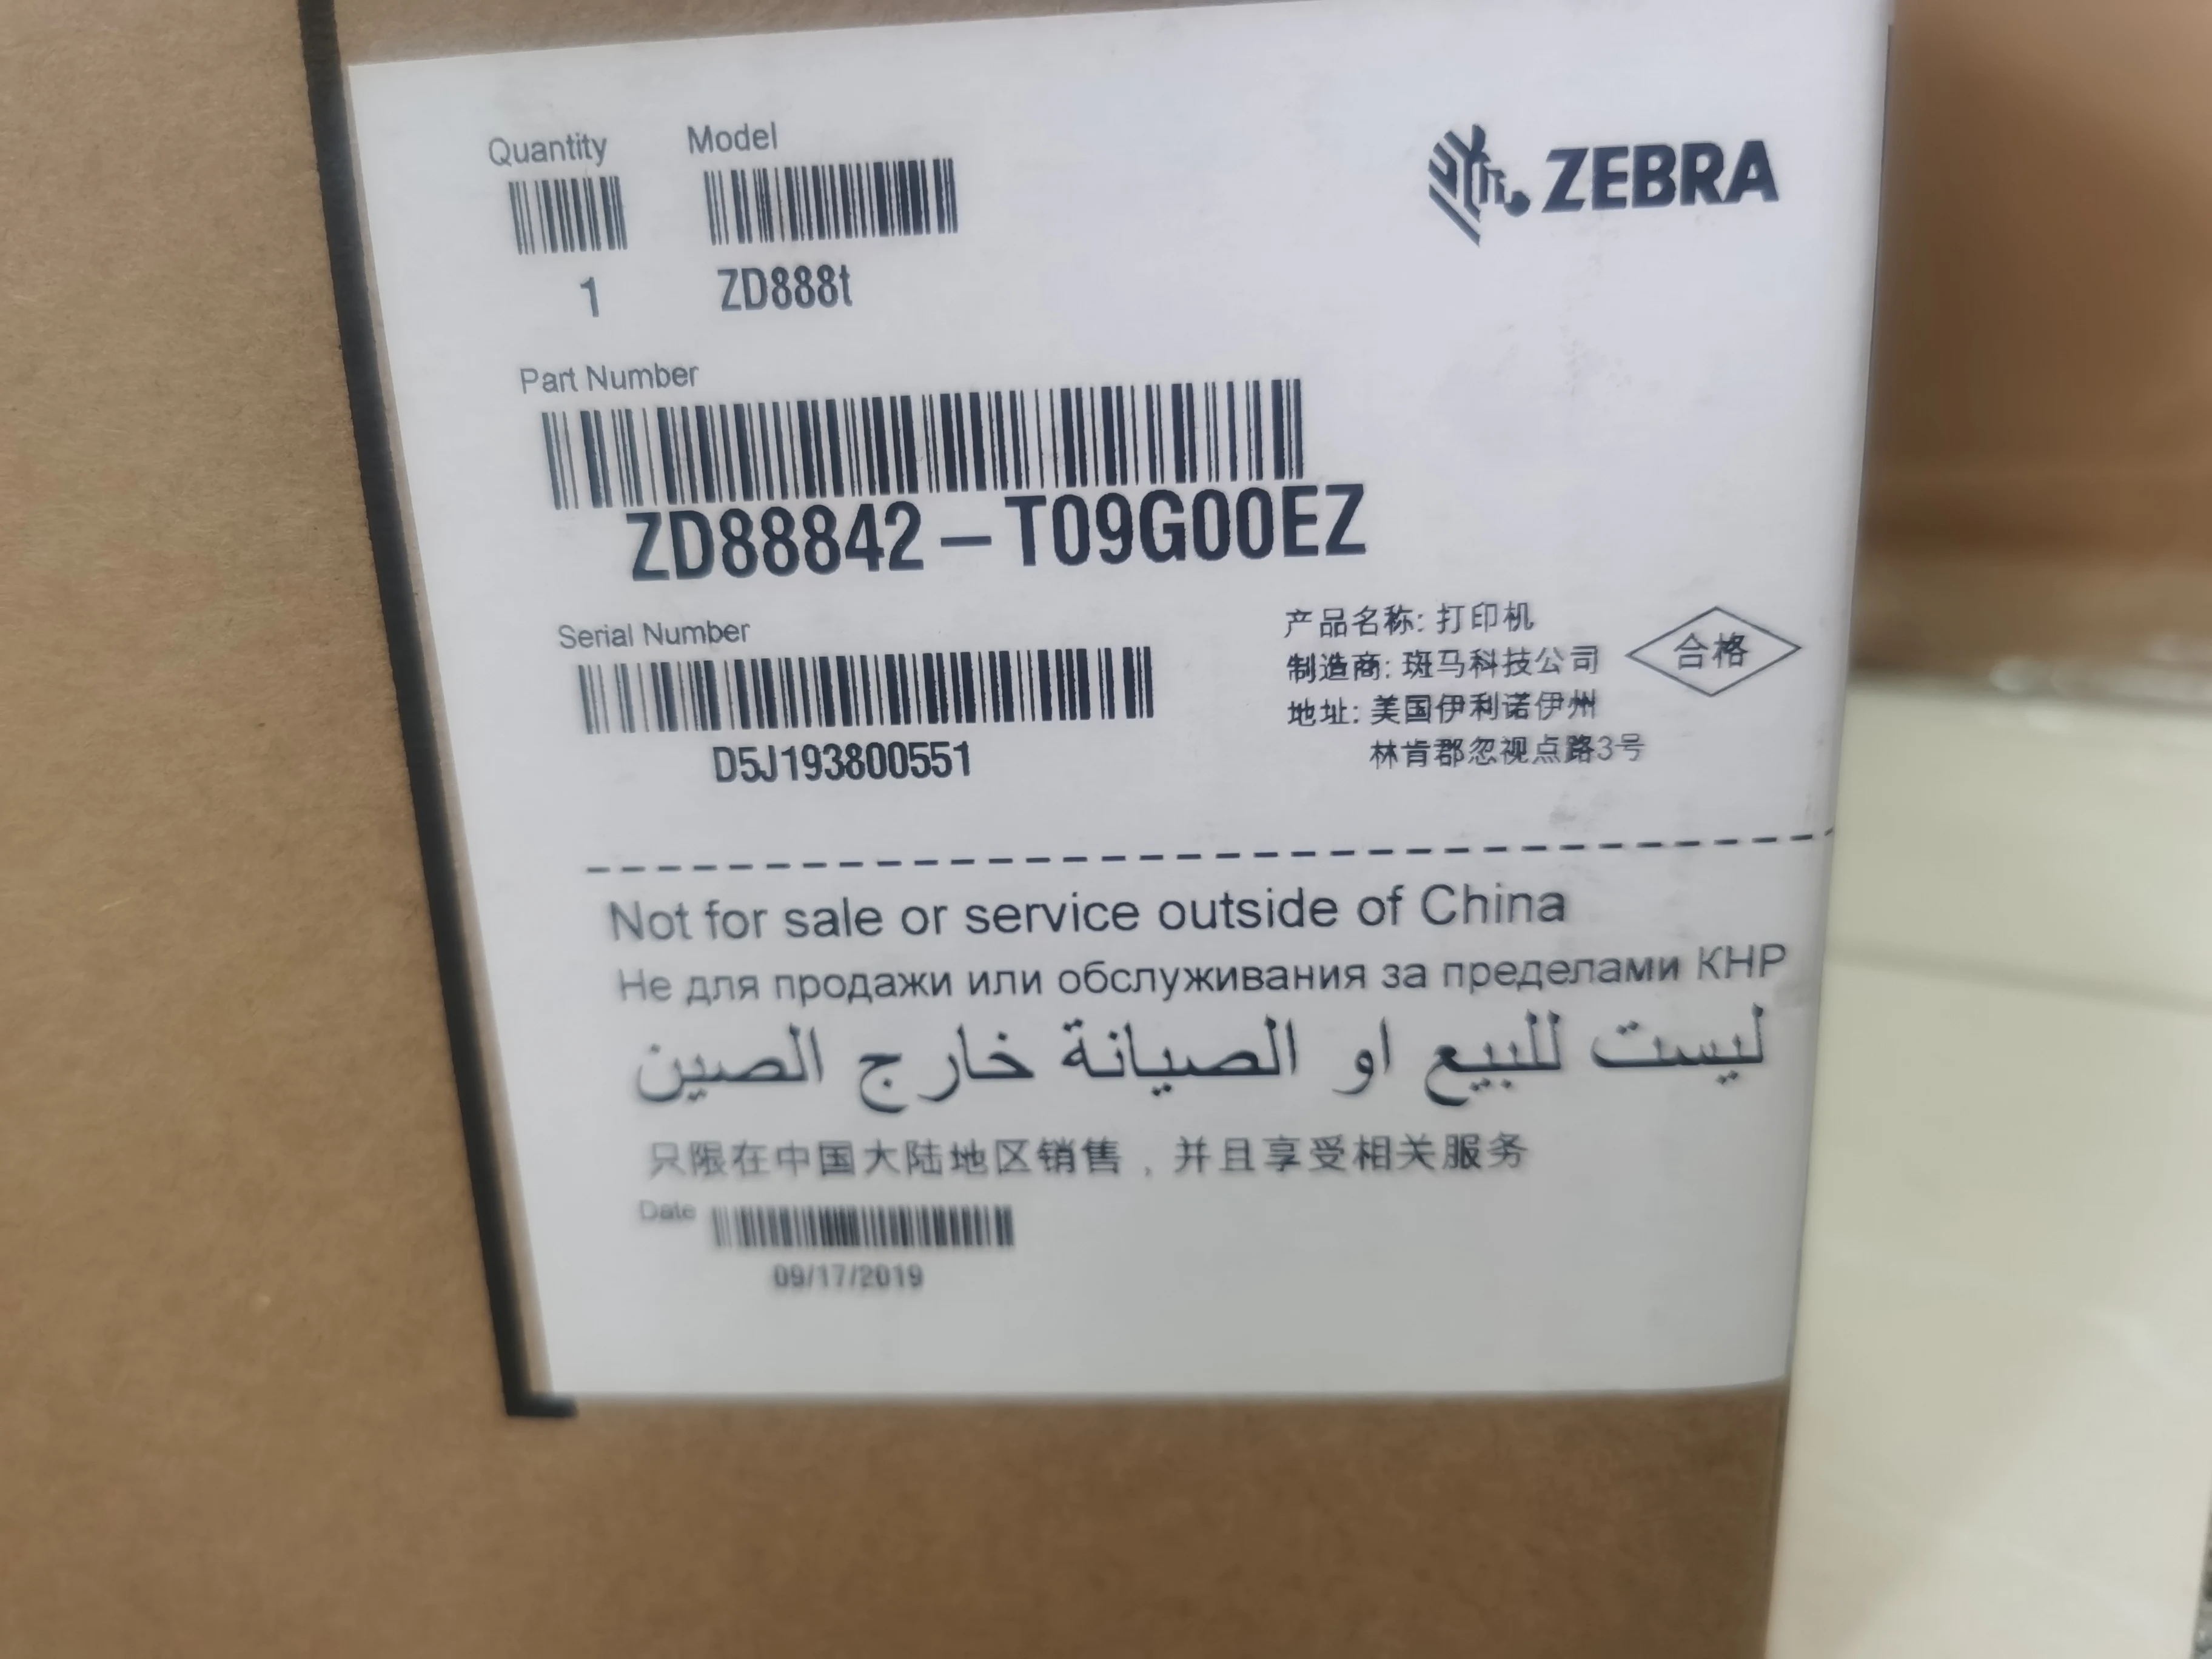 Quantity
Model
ZEBRA
1
ZD888t
Part Number
ZD88842-T09G00EZ
Serial Number
D5J193800551
产品名称: 打印机
制造商: 斑马科技公司
地址: 美国伊利诺伊州
林肯郡忽视点路3号
合格
Not for sale or service outside of China
Не для продажи или обслуживания за пределами КНР
ليست للبيع او الصيانة خارج الصين
只限在中国大陆地区销售，并且享受相关服务
Date
09/17/2019